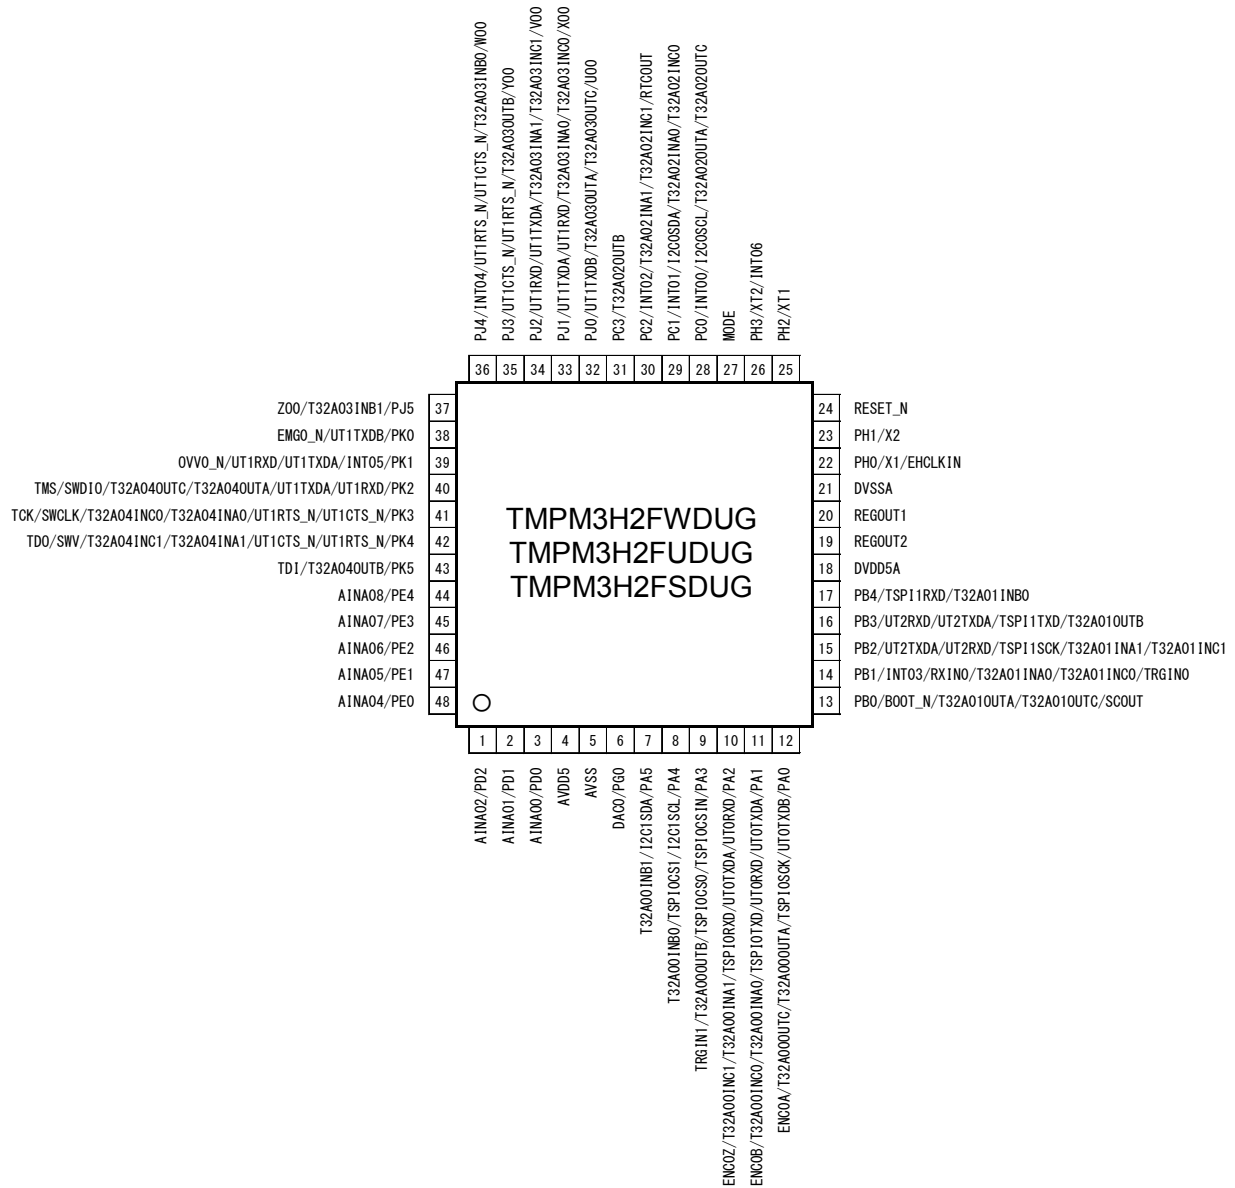 PJ4/INT04/UT1RTS_N/UT1CTS_N/T32A03INB0/WO0
PJ3/UT1CTS_N/UT1RTS_N/T32A03OUTB/YO0
PJ2/UT1RXD/UT1TXDA/T32A03INA1/T32A03INC1/VO0
PJ1/UT1TXDA/UT1RXD/T32A03INA0/T32A03INC0/XO0
PJ0/UT1TXDB/T32A03OUTA/T32A03OUTC/UO0
PC3/T32A02OUTB
PC2/INT02/T32A02INA1/T32A02INC1/RTCOUT
PC1/INT01/I2C0SDA/T32A02INA0/T32A02INC0
PC0/INT00/I2C0SCL/T32A02OUTA/T32A02OUTC
MODE
PH3/XT2/INT06
PH2/XT1
36 35 34 33 32 31 30 29 28 27 26 25
ZO0/T32A03INB1/PJ5 37
EMG0_N/UT1TXDB/PK0 38
OVV0_N/UT1RXD/UT1TXDA/INT05/PK1 39
TMS/SWDIO/T32A04OUTC/T32A04OUTA/UT1TXDA/UT1RXD/PK2 40
TCK/SWCLK/T32A04INC0/T32A04INA0/UT1RTS_N/UT1CTS_N/PK3 41
TDO/SWV/T32A04INC1/T32A04INA1/UT1CTS_N/UT1RTS_N/PK4 42
TDI/T32A04OUTB/PK5 43
AINA08/PE4 44
AINA07/PE3 45
AINA06/PE2 46
AINA05/PE1 47
AINA04/PE0 48
TMPM3H2FWDUG
TMPM3H2FUDUG
TMPM3H2FSDUG
24 RESET_N
23 PH1/X2
22 PH0/X1/EHCLKIN
21 DVSSA
20 REGOUT1
19 REGOUT2
18 DVDD5A
17 PB4/TSPI1RXD/T32A01INB0
16 PB3/UT2RXD/UT2TXDA/TSPI1TXD/T32A01OUTB
15 PB2/UT2TXDA/UT2RXD/TSPI1SCK/T32A01INA1/T32A01INC1
14 PB1/INT03/RXIN0/T32A01INA0/T32A01INC0/TRGIN0
13 PB0/BOOT_N/T32A01OUTA/T32A01OUTC/SCOUT
1 2 3 4 5 6 7 8 9 10 11 12
AINA02/PD2
AINA01/PD1
AINA00/PD0
AVDD5
AVSS
DAC0/PG0
T32A00INB1/I2C1SDA/PA5
T32A00INB0/TSPI0CS1/I2C1SCL/PA4
TRGIN1/T32A00OUTB/TSPI0CS0/TSPI0CSIN/PA3
ENC0Z/T32A00INC1/T32A00INA1/TSPI0RXD/UT0TXDA/UT0RXD/PA2
ENC0B/T32A00INC0/T32A00INA0/TSPI0TXD/UT0RXD/UT0TXDA/PA1
ENC0A/T32A00OUTC/T32A00OUTA/TSPI0SCK/UT0TXDB/PA0